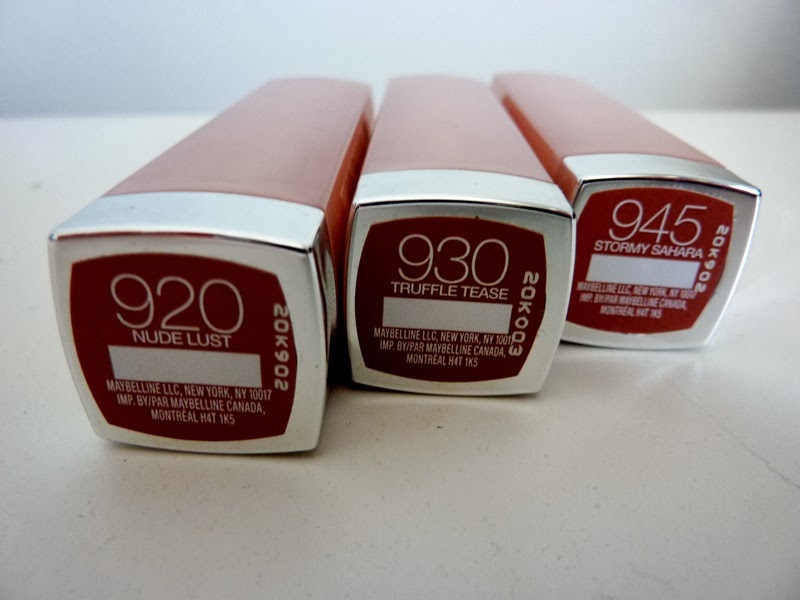 920
NUDE LUST
MAYBELLINE LLC, NEW YORK, NY 10017
IMP. BY/PAR MAYBELLINE CANADA,
MONTRÉAL H4T 1K5
20K902
930
TRUFFLE TEASE
MAYBELLINE LLC, NEW YORK, NY 1001
IMP. BY/PAR MAYBELLINE CANADA,
MONTRÉAL H4T 1K5
20K003
945
STORMY SAHARA
MAYBELLINE LLC, NEW YORK, NY
IMP. BY/PAR MAYBELLINE CANADA,
MONTRÉAL H4T 1K5
20K902